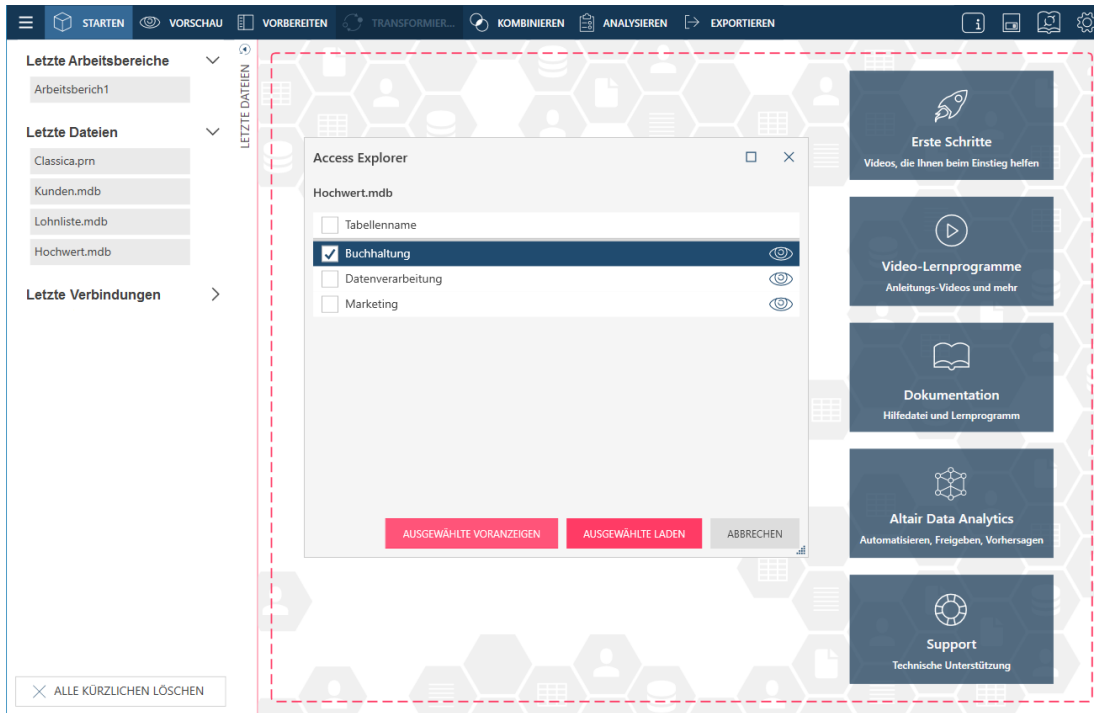 STARTEN VORSCHAU VORBEREITEN TRANSFORMIER... KOMBINIEREN ANALYSIEREN EXPORTIEREN
Letzte Arbeitsbereiche
Arbeitsberich1
Letzte Dateien
Classica.prn
Kunden.mdb
Lohnliste.mdb
Hochwert.mdb
Letzte Verbindungen
ALLE KÜRZLICHEN LÖSCHEN
LETZTE DATEIEN
Access Explorer
Hochwert.mdb
Tabellenname
Buchhaltung
Datenverarbeitung
Marketing
AUSGEWÄHLTE VORANZEIGEN AUSGEWÄHLTE LADEN ABBRECHEN
Erste Schritte
Videos, die Ihnen beim Einstieg helfen
Video-Lernprogramme
Anleitungs-Videos und mehr
Dokumentation
Hilfedatei und Lernprogramm
Altair Data Analytics
Automatisieren, Freigeben, Vorhersagen
Support
Technische Unterstützung